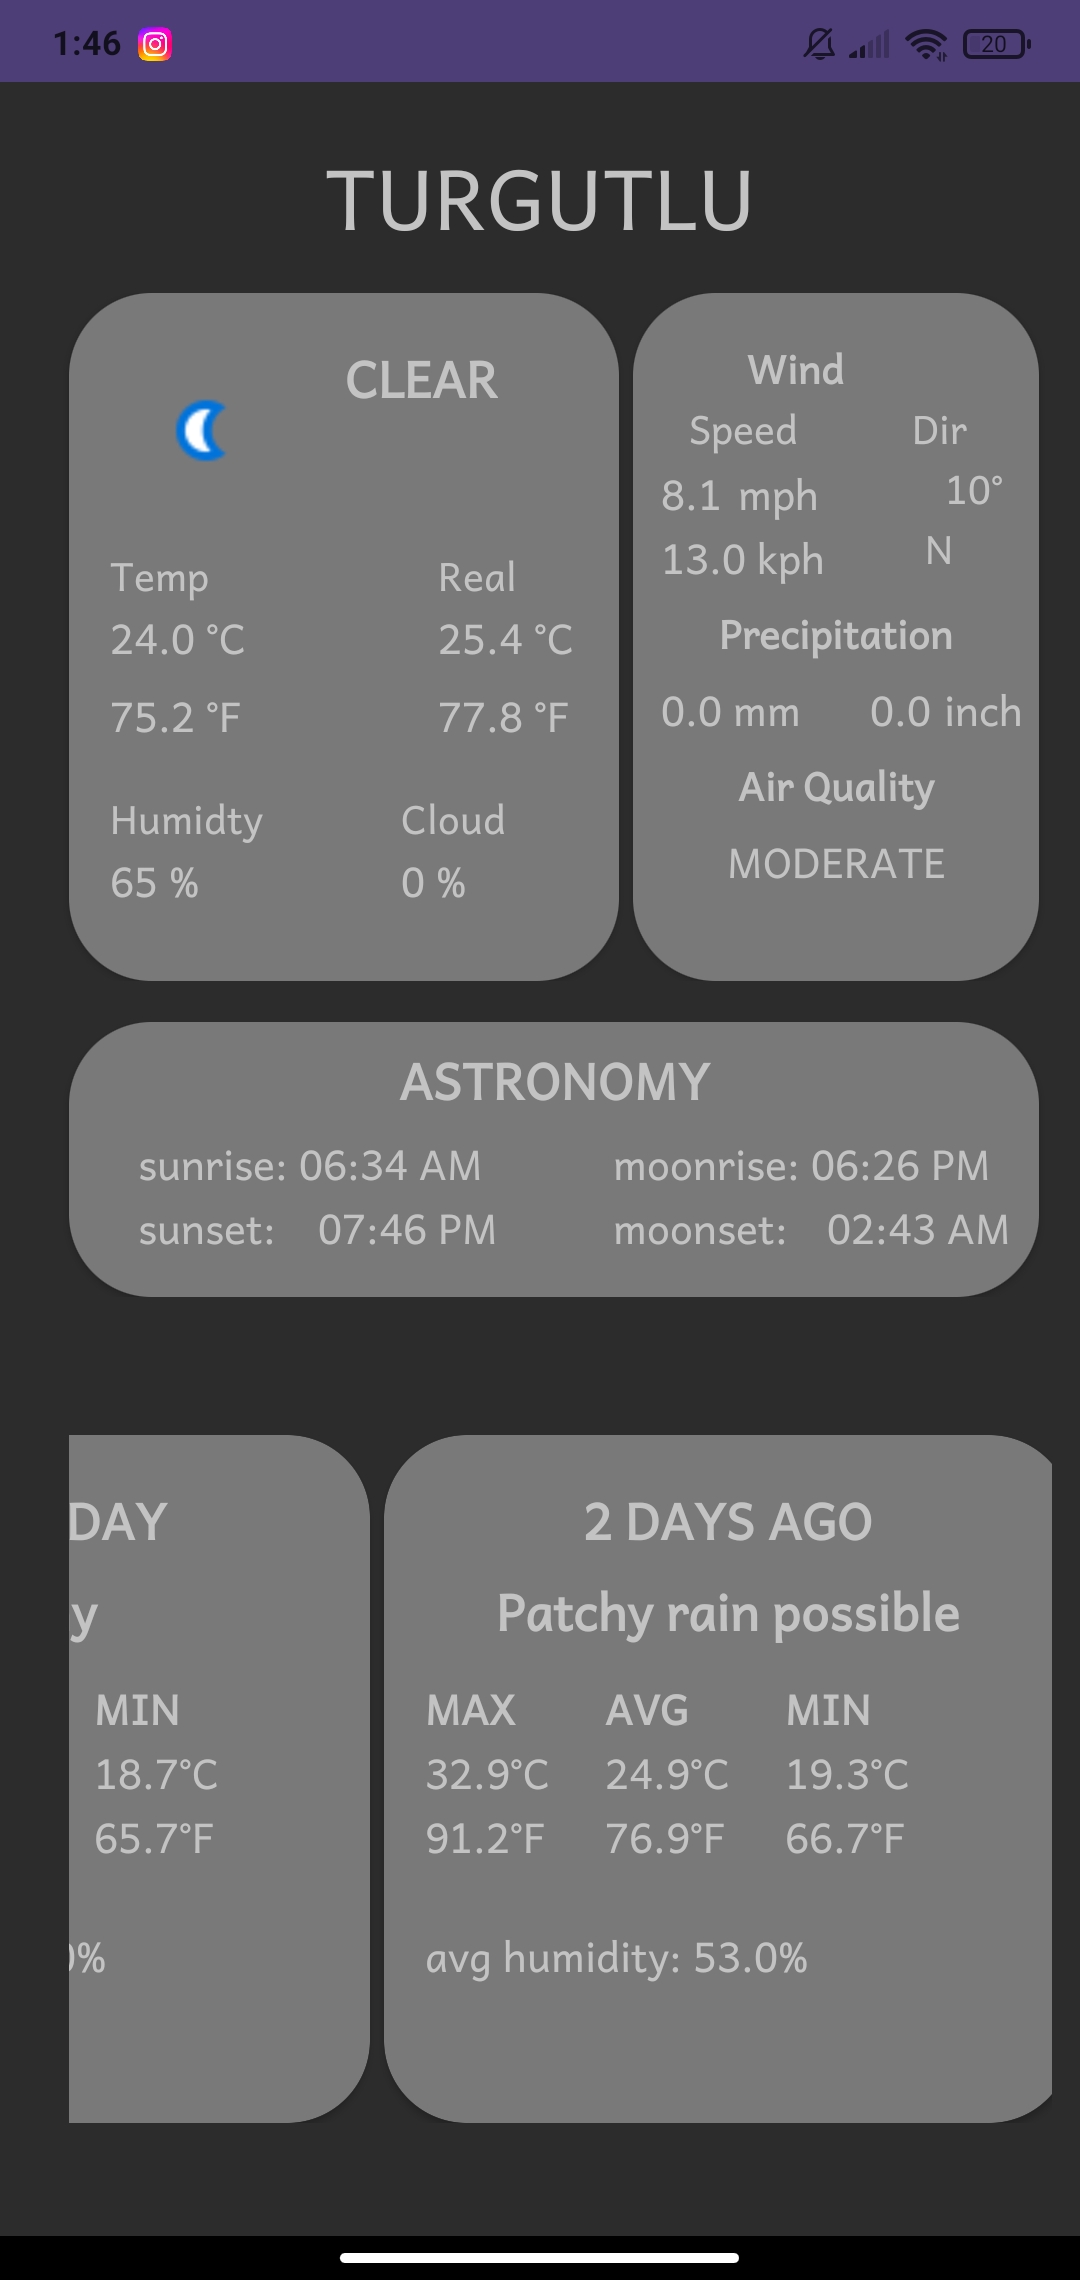 1:46
20
TURGUTLU
CLEAR
Temp Real
24.0 °C 25.4 °C
75.2 °F 77.8 °F
Humidty Cloud
65 % 0 %
Wind
Speed Dir
8.1 mph 10°
13.0 kph N
Precipitation
0.0 mm 0.0 inch
Air Quality
MODERATE
ASTRONOMY
sunrise: 06:34 AM moonrise: 06:26 PM
sunset: 07:46 PM moonset: 02:43 AM
DAY
y
MIN
18.7°C
65.7°F
%
2 DAYS AGO
Patchy rain possible
MAX AVG MIN
32.9°C 24.9°C 19.3°C
91.2°F 76.9°F 66.7°F
avg humidity: 53.0%